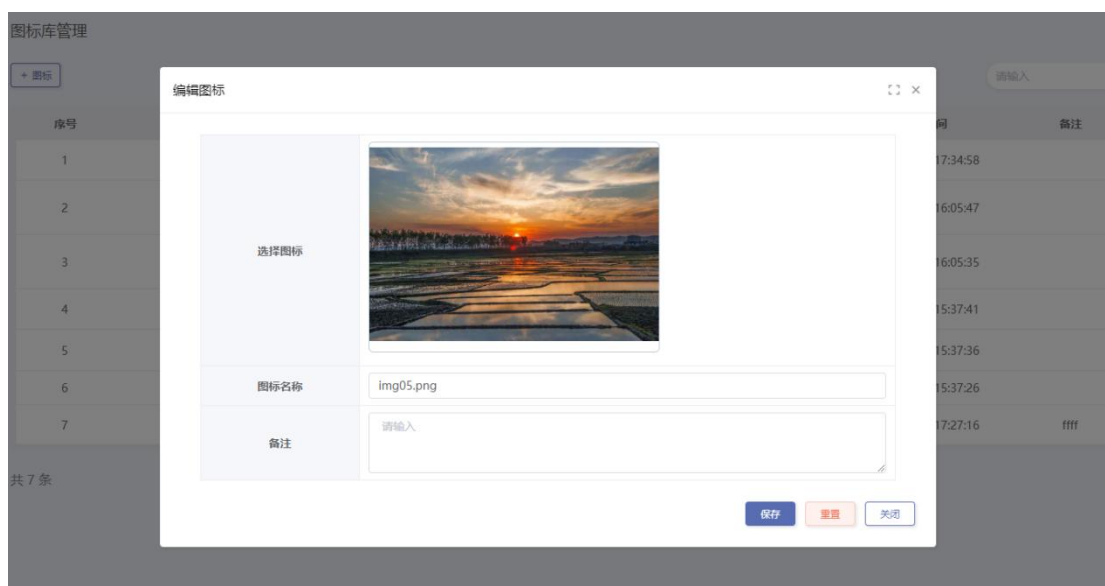 图标库管理
+ 图标
请输入
编辑图标
序号
间
备注
1
17:34:58
2
16:05:47
选择图标
3
16:05:35
4
15:37:41
5
15:37:36
图标名称
img05.png
6
15:37:26
备注
请输入
7
17:27:16
ffff
共 7 条
保存
重置
关闭